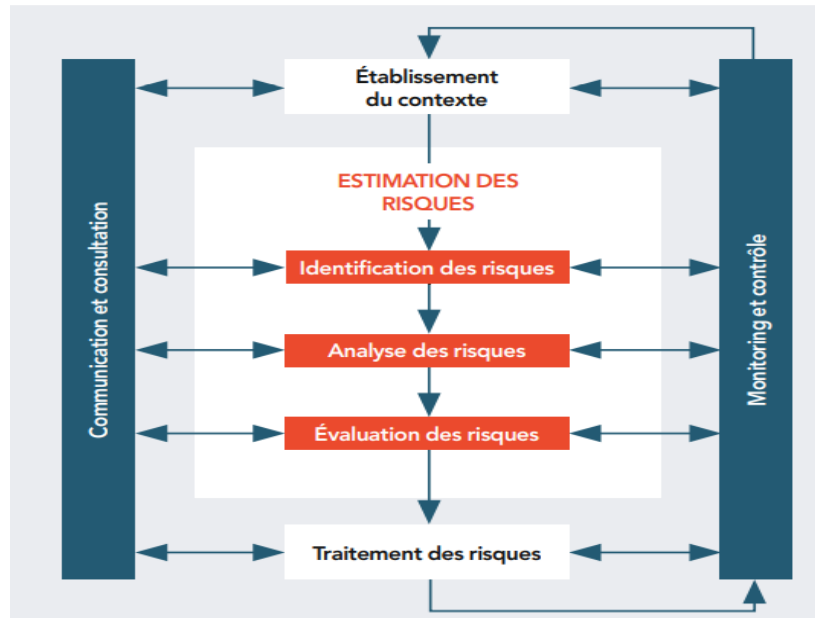 Établissement
du contexte
Communication et consultation
Monitoring et contrôle
ESTIMATION DES
RISQUES
Identification des risques
Analyse des risques
Évaluation des risques
Traitement des risques